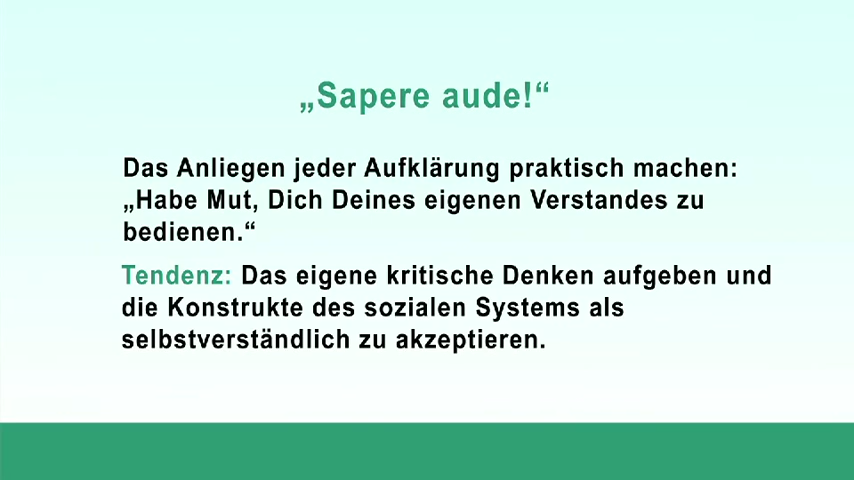 „Sapere aude!“
Das Anliegen jeder Aufklärung praktisch machen:
„Habe Mut, Dich Deines eigenen Verstandes zu
bedienen.“
Tendenz: Das eigene kritische Denken aufgeben und
die Konstrukte des sozialen Systems als
selbstverständlich zu akzeptieren.